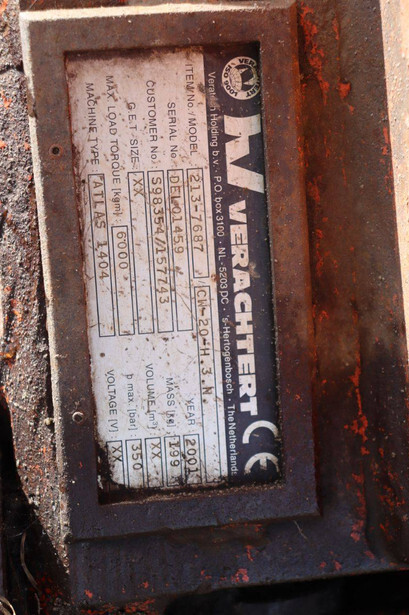 VERACHTERT CE
Verathon Holding b.v. · P.O. box 3100 · NL · 5203 DC · 's-Hertogenbosch · The Netherlands
ITEM No / MODEL : 213-7687 / CW-20-H.3.N. YEAR : 2001
SERIAL No : DEL01459 MASS [kg] : 199
CUSTOMER No : S98354/157743 VOLUME [m³] : XX
G.E.T. SIZE : XX p max. [bar] : 350
MAX. LOAD TORQUE [kgm] : 6000 VOLTAGE [V] : XX
MACHINE TYPE : ATLAS 1404